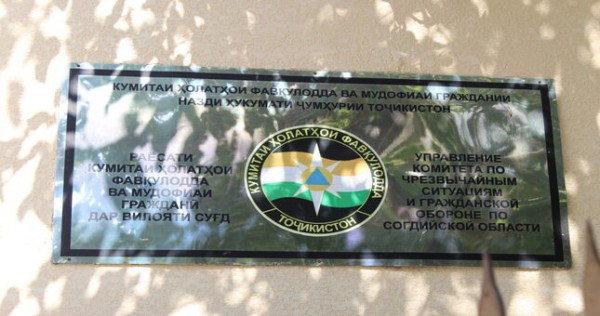 КУМИТАИ ҲОЛАТҲОИ ФАВҚУЛОДДА ВА МУДОФИАИ ГРАЖДАНИИ
НАЗДИ ҲУКУМАТИ ҶУМҲУРИИ ТОҶИКИСТОН
РАЁСАТИ
КУМИТАИ ҲОЛАТҲОИ
ФАВҚУЛОДДА
ВА МУДОФИАИ
ГРАЖДАНӢ
ДАР ВИЛОЯТИ СУҒД
КУМИТАИ ҲОЛАТҲОИ ФАВҚУЛОДДА
ТОҶИКИСТОН
УПРАВЛЕНИЕ
КОМИТЕТА ПО
ЧРЕЗВЫЧАЙНЫМ
СИТУАЦИЯМ
И ГРАЖДАНСКОЙ
ОБОРОНЕ ПО
СОГДИЙСКОЙ ОБЛАСТИ